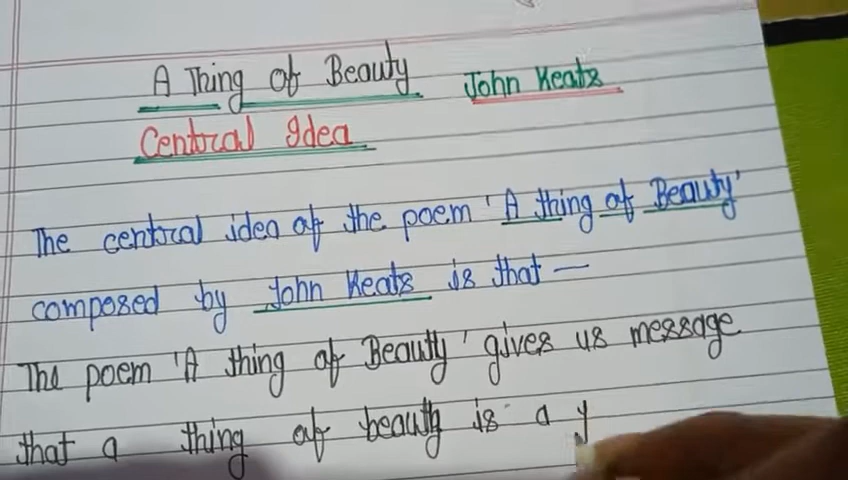 A Thing of Beauty John Keats
Central Idea
The central idea of the poem 'A thing of Beauty'
composed by John Keats is that —
The poem 'A thing of Beauty' gives us message
that a thing of beauty is a